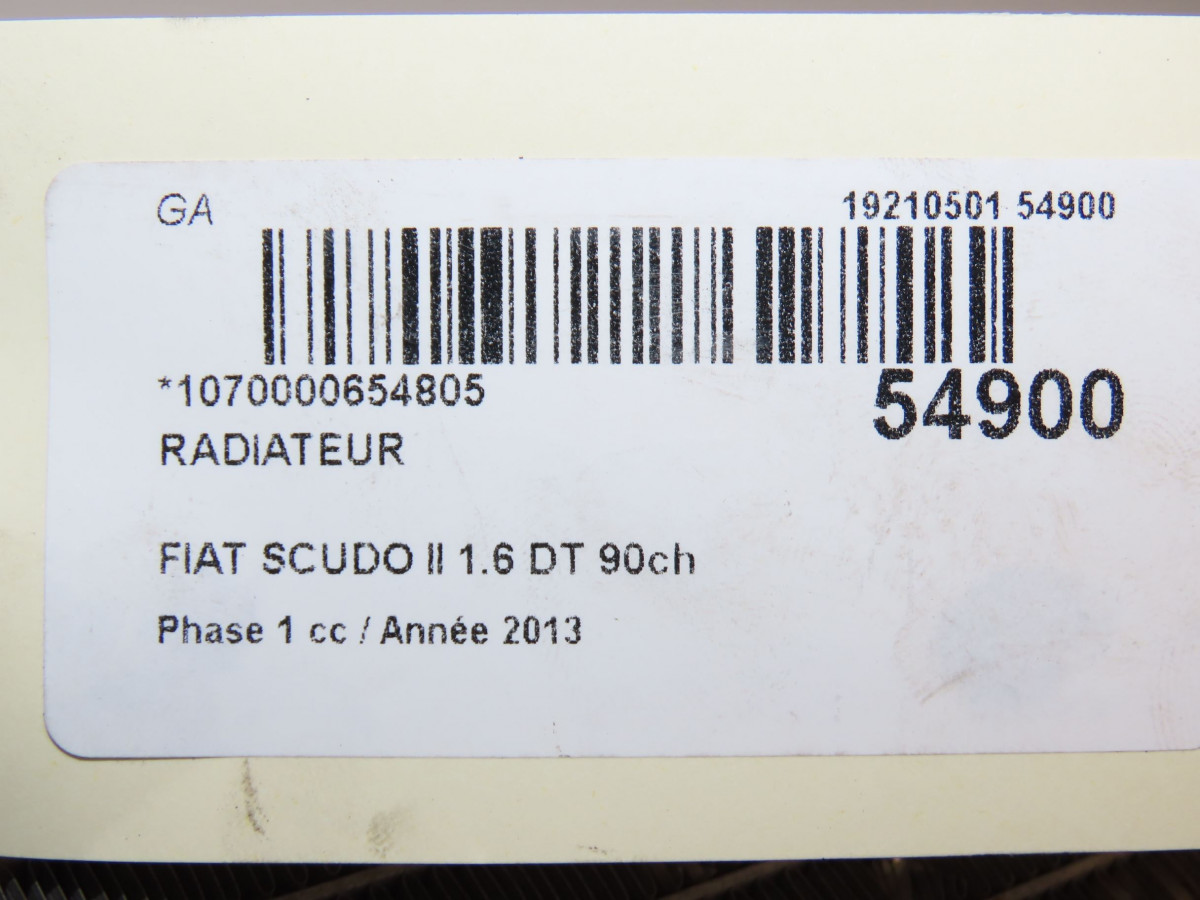 GA 19210501 54900
*1070000654805 54900
RADIATEUR
FIAT SCUDO II 1.6 DT 90ch
Phase 1 cc / Année 2013